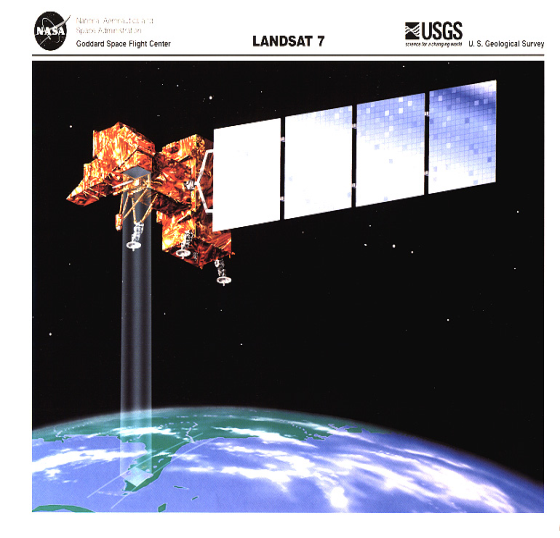 NASA
National Aeronautics and
Space Administration
Goddard Space Flight Center
LANDSAT 7
USGS
science for a changing world
U. S. Geological Survey